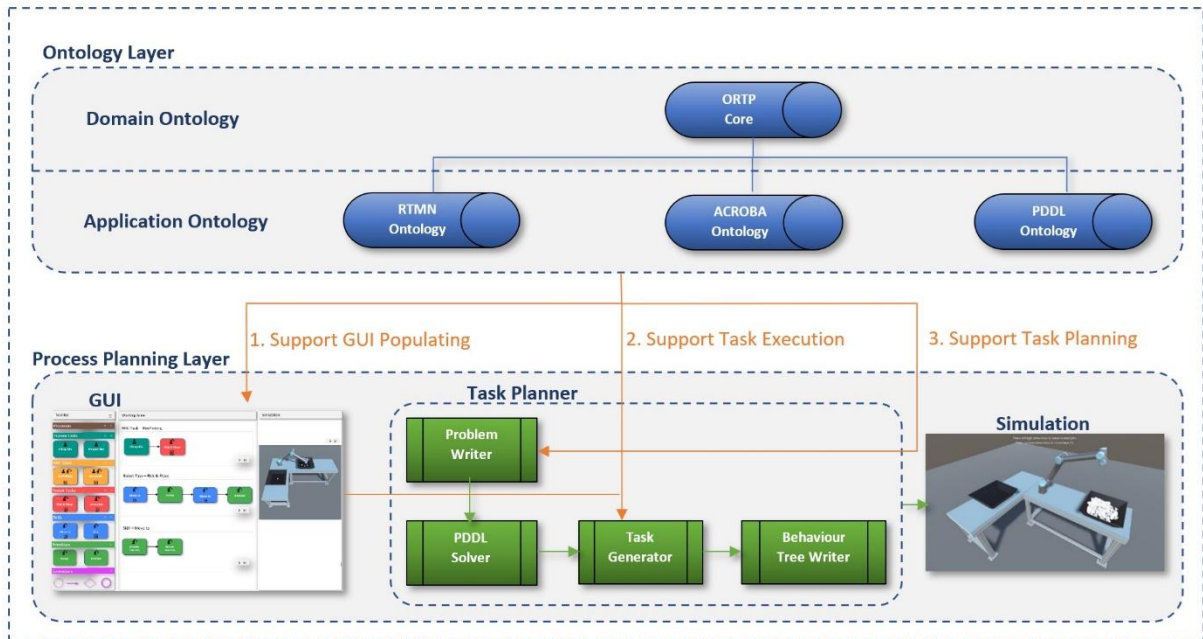 Ontology Layer
Domain Ontology
ORTP
Core
Application Ontology
RTMN
Ontology
ACROBA
Ontology
PDDL
Ontology
1. Support GUI Populating
2. Support Task Execution
3. Support Task Planning
Process Planning Layer
GUI
Task Planner
Simulation
Problem
Writer
PDDL
Solver
Task
Generator
Behaviour
Tree Writer